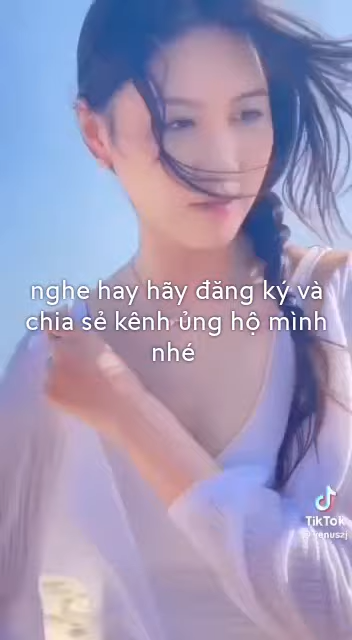 nghe hay hãy đăng ký và
chia sẻ kênh ủng hộ mình
nhé
TikTok